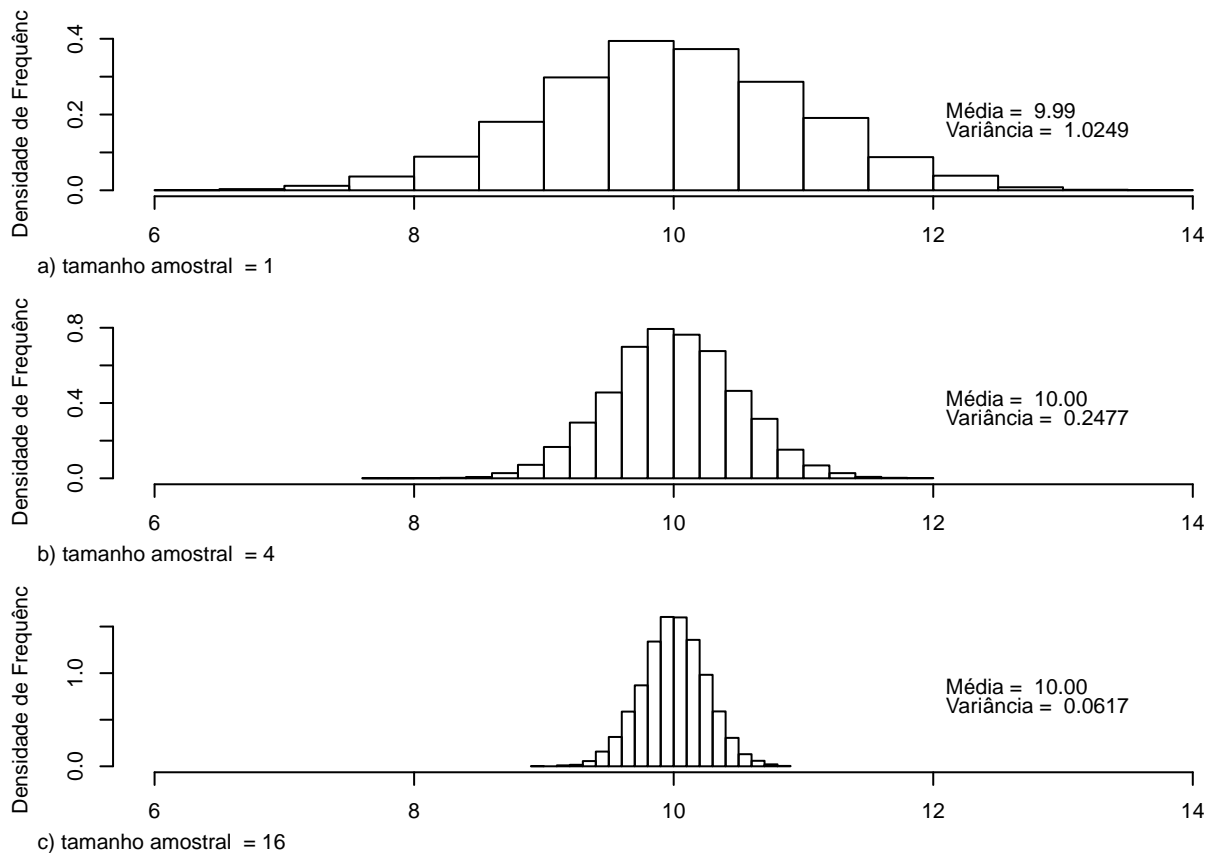 Densidade de Frequênc
0.4
0.2
0.0
Média =  9.99
Variância =  1.0249
6 8 10 12 14
a) tamanho amostral  = 1
Densidade de Frequênc
0.8
0.4
0.0
Média =  10.00
Variância =  0.2477
6 8 10 12 14
b) tamanho amostral  = 4
Densidade de Frequênc
1.0
0.0
Média =  10.00
Variância =  0.0617
6 8 10 12 14
c) tamanho amostral  = 16